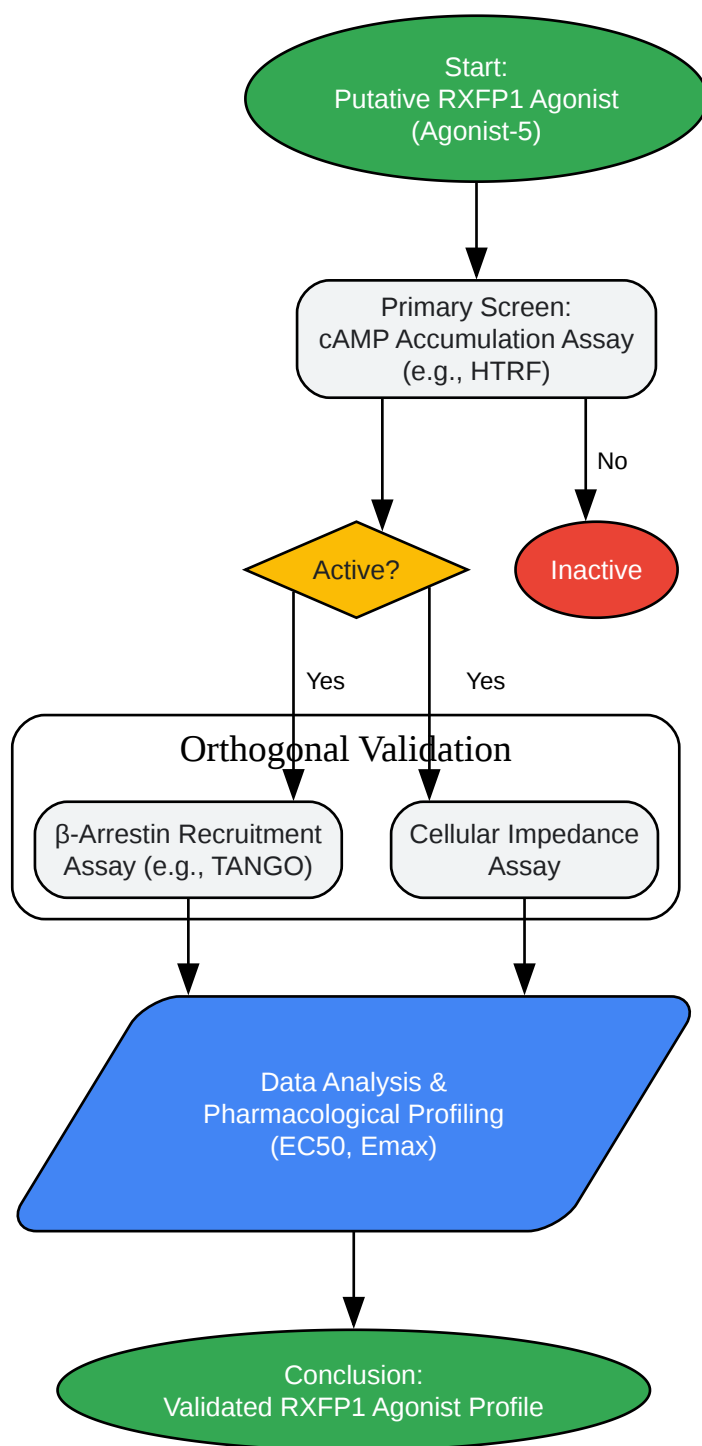 Start:
Putative RXFP1 Agonist
(Agonist-5)
Primary Screen:
cAMP Accumulation Assay
(e.g., HTRF)
No
Active?
Inactive
Yes
Yes
Orthogonal Validation
β-Arrestin Recruitment
Assay (e.g., TANGO)
Cellular Impedance
Assay
Data Analysis &
Pharmacological Profiling
(EC50, Emax)
Conclusion:
Validated RXFP1 Agonist Profile